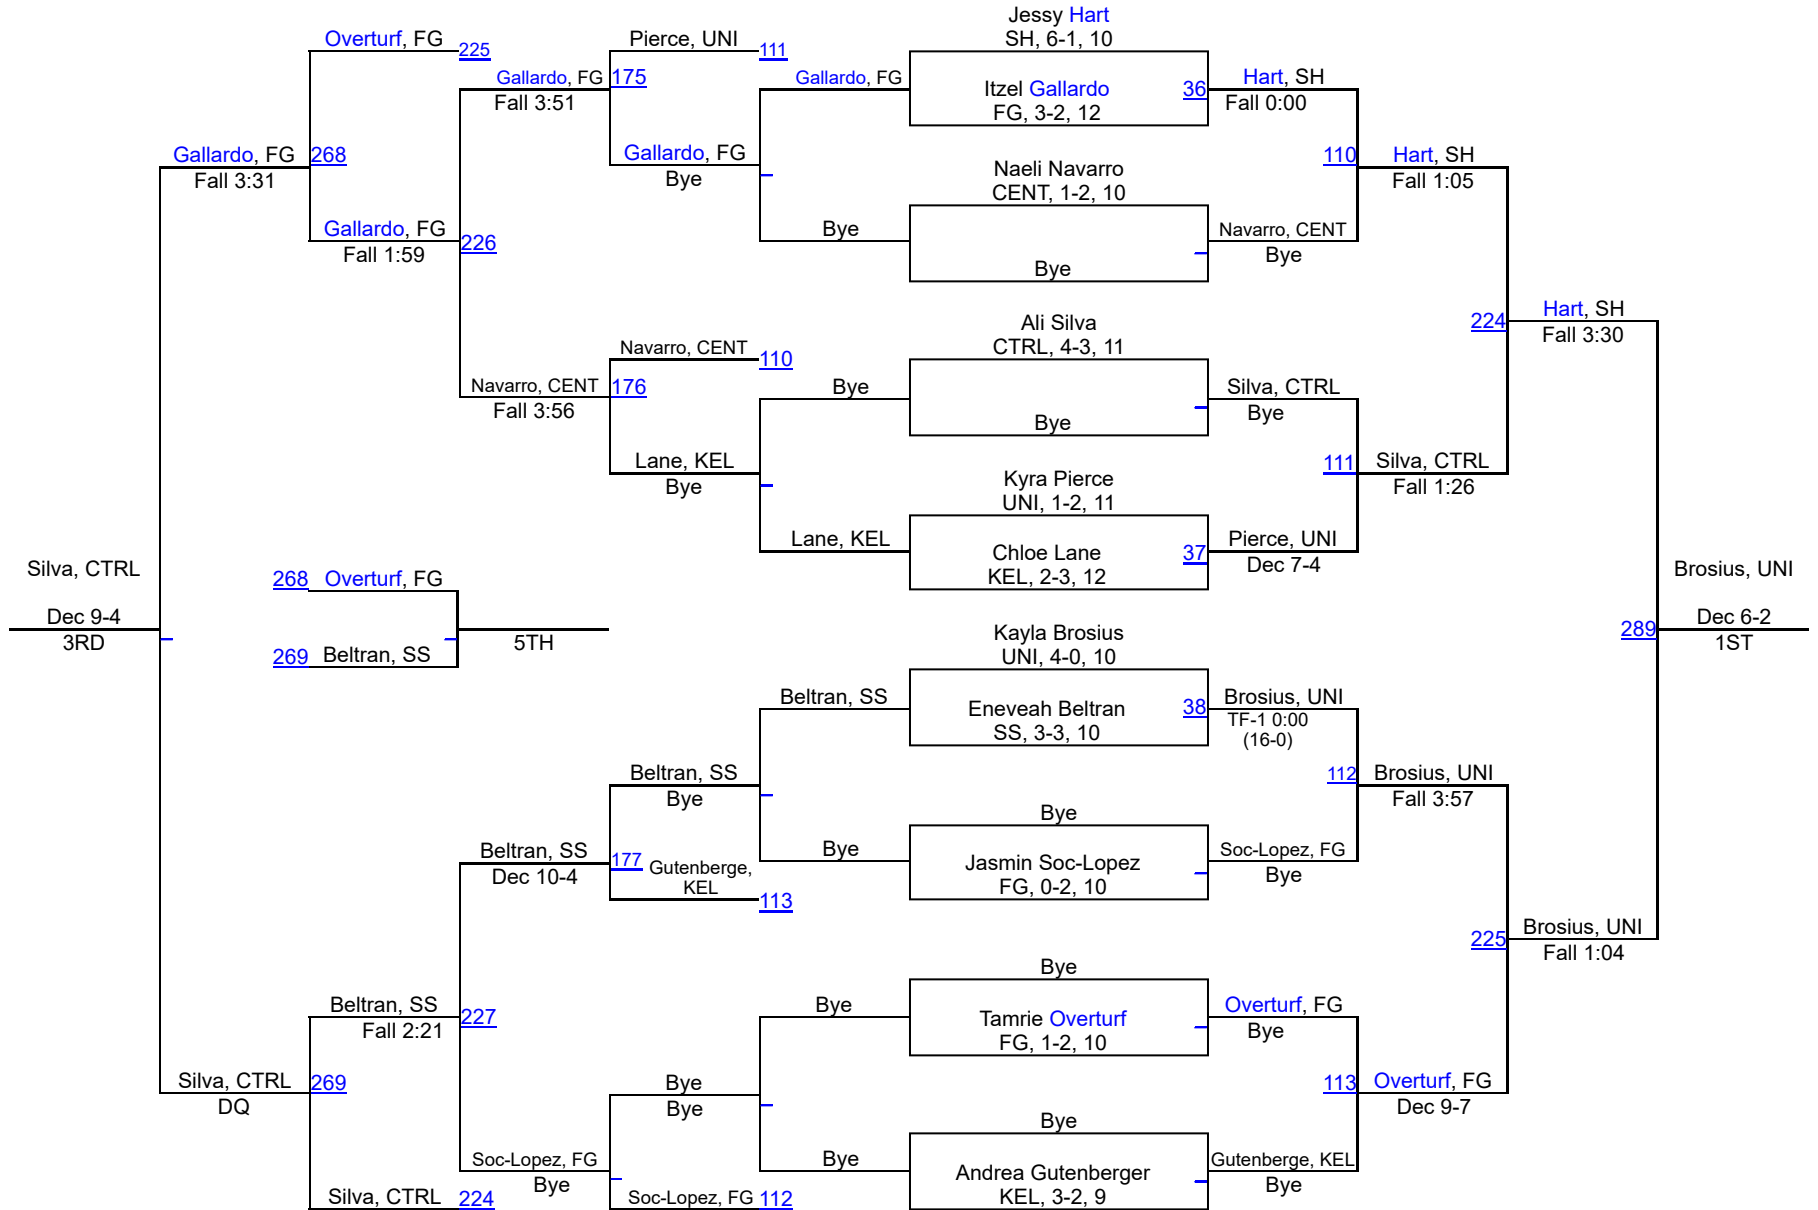 Jessy Hart
SH, 6-1, 10
Overturf, FG
225
Pierce, UNI
111
Gallardo, FG
175
Fall 3:51
Gallardo, FG
Itzel Gallardo
FG, 3-2, 12
36
Hart, SH
Fall 0:00
Gallardo, FG
268
Fall 3:31
Gallardo, FG
Bye
Naeli Navarro
CENT, 1-2, 10
110
Hart, SH
Fall 1:05
Gallardo, FG
Fall 1:59
226
Bye
Bye
Navarro, CENT
Bye
Ali Silva
CTRL, 4-3, 11
224
Hart, SH
Fall 3:30
Navarro, CENT
110
Navarro, CENT
176
Fall 3:56
Bye
Bye
Silva, CTRL
Bye
Lane, KEL
Bye
Kyra Pierce
UNI, 1-2, 11
111
Silva, CTRL
Fall 1:26
Lane, KEL
Chloe Lane
KEL, 2-3, 12
37
Pierce, UNI
Dec 7-4
Silva, CTRL
Dec 9-4
3RD
268
Overturf, FG
269
Beltran, SS
5TH
Brosius, UNI
289
Dec 6-2
1ST
Kayla Brosius
UNI, 4-0, 10
Beltran, SS
Eneveah Beltran
SS, 3-3, 10
38
Brosius, UNI
TF-1 0:00
(16-0)
Beltran, SS
Bye
112
Brosius, UNI
Fall 3:57
Bye
Beltran, SS
Dec 10-4
177
Gutenberge,
KEL
113
Bye
Jasmin Soc-Lopez
FG, 0-2, 10
Soc-Lopez, FG
Bye
225
Brosius, UNI
Fall 1:04
Bye
Beltran, SS
Fall 2:21
227
Bye
Tamrie Overturf
FG, 1-2, 10
Overturf, FG
Bye
Silva, CTRL
DQ
269
Bye
Bye
113
Overturf, FG
Dec 9-7
Bye
Soc-Lopez, FG
Bye
Bye
Andrea Gutenberger
KEL, 3-2, 9
Gutenberge, KEL
Bye
Silva, CTRL
224
Soc-Lopez, FG
112